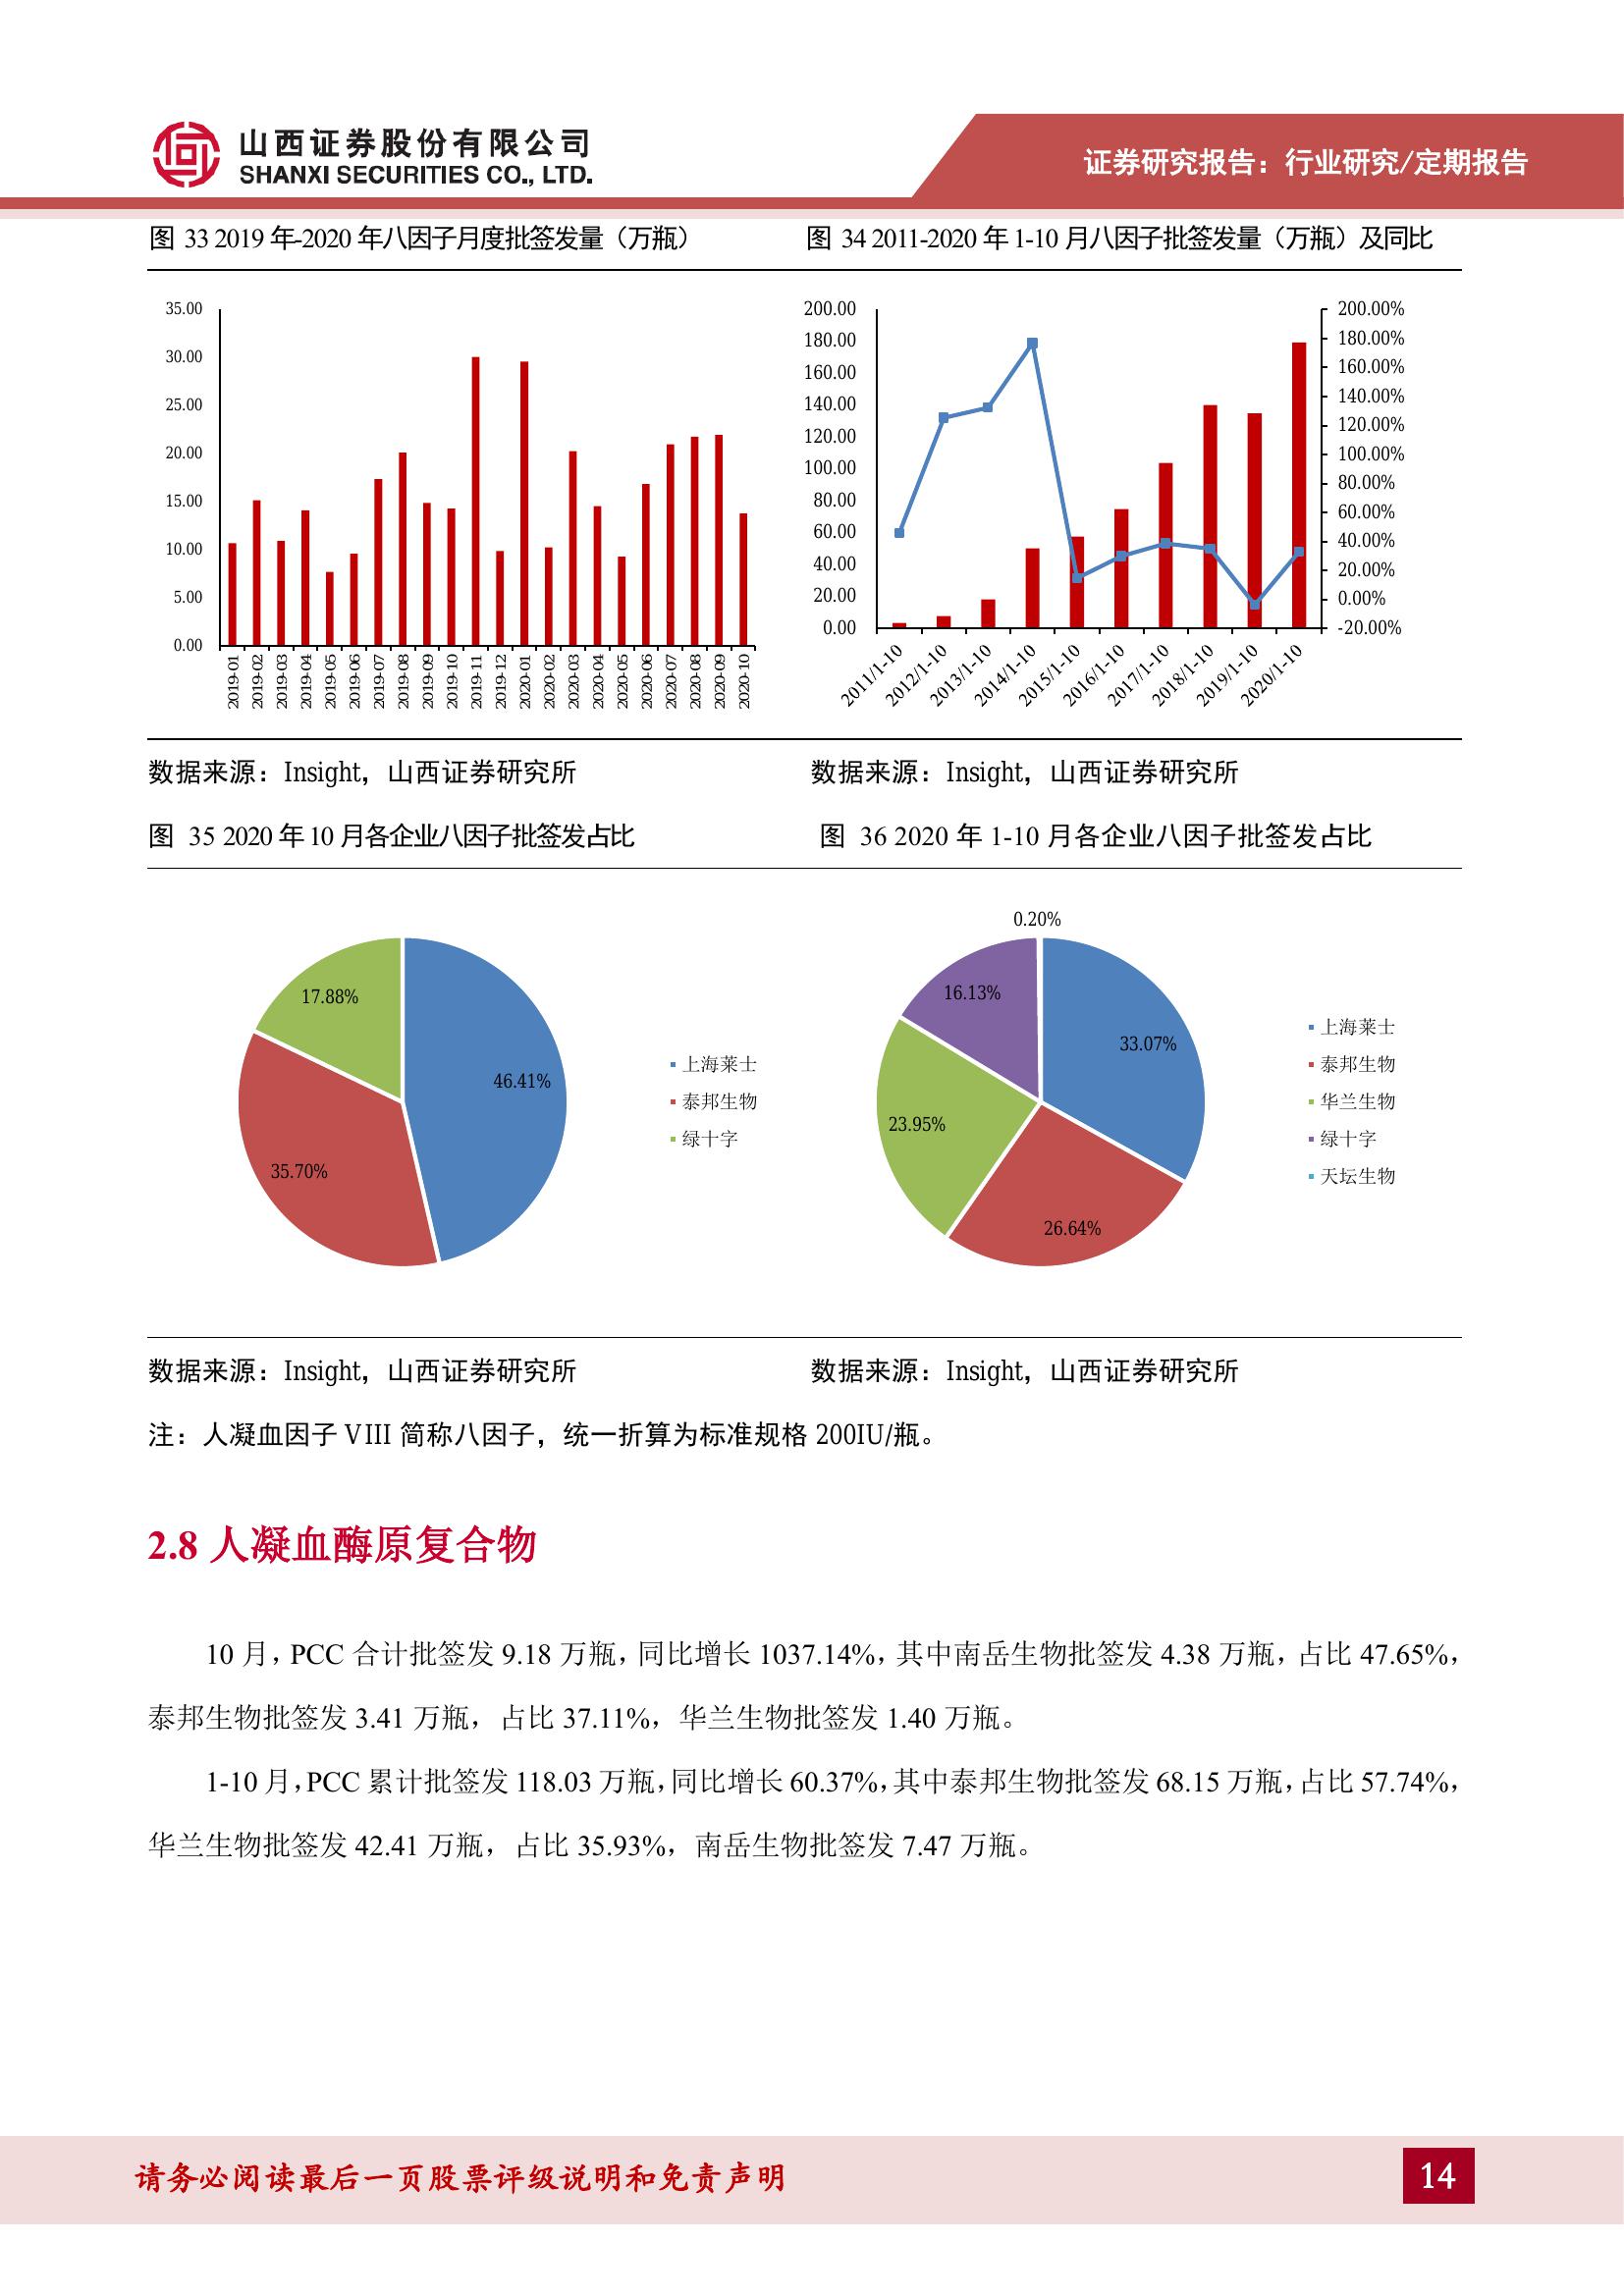 山西证券股份有限公司
SHANXI SECURITIES CO., LTD.
证券研究报告：行业研究/定期报告
图 33 2019 年-2020 年八因子月度批签发量（万瓶）
图 34 2011-2020 年 1-10 月八因子批签发量（万瓶）及同比
35.00
30.00
25.00
20.00
15.00
10.00
5.00
0.00
2019-01
2019-02
2019-03
2019-04
2019-05
2019-06
2019-07
2019-08
2019-09
2019-10
2019-11
2019-12
2020-01
2020-02
2020-03
2020-04
2020-05
2020-06
2020-07
2020-08
2020-09
2020-10
200.00
180.00
160.00
140.00
120.00
100.00
80.00
60.00
40.00
20.00
0.00
200.00%
180.00%
160.00%
140.00%
120.00%
100.00%
80.00%
60.00%
40.00%
20.00%
0.00%
-20.00%
2011/1-10
2012/1-10
2013/1-10
2014/1-10
2015/1-10
2016/1-10
2017/1-10
2018/1-10
2019/1-10
2020/1-10
数据来源：Insight，山西证券研究所
数据来源：Insight，山西证券研究所
图 35 2020 年 10 月各企业八因子批签发占比
图 36 2020 年 1-10 月各企业八因子批签发占比
17.88%
46.41%
35.70%
上海莱士
泰邦生物
绿十字
0.20%
16.13%
33.07%
23.95%
26.64%
上海莱士
泰邦生物
华兰生物
绿十字
天坛生物
数据来源：Insight，山西证券研究所
数据来源：Insight，山西证券研究所
注：人凝血因子 VIII 简称八因子，统一折算为标准规格 200IU/瓶。
2.8 人凝血酶原复合物
10 月，PCC 合计批签发 9.18 万瓶，同比增长 1037.14%，其中南岳生物批签发 4.38 万瓶，占比 47.65%，
泰邦生物批签发 3.41 万瓶，占比 37.11%，华兰生物批签发 1.40 万瓶。
1-10 月，PCC 累计批签发 118.03 万瓶，同比增长 60.37%，其中泰邦生物批签发 68.15 万瓶，占比 57.74%，
华兰生物批签发 42.41 万瓶，占比 35.93%，南岳生物批签发 7.47 万瓶。
请务必阅读最后一页股票评级说明和免责声明
14